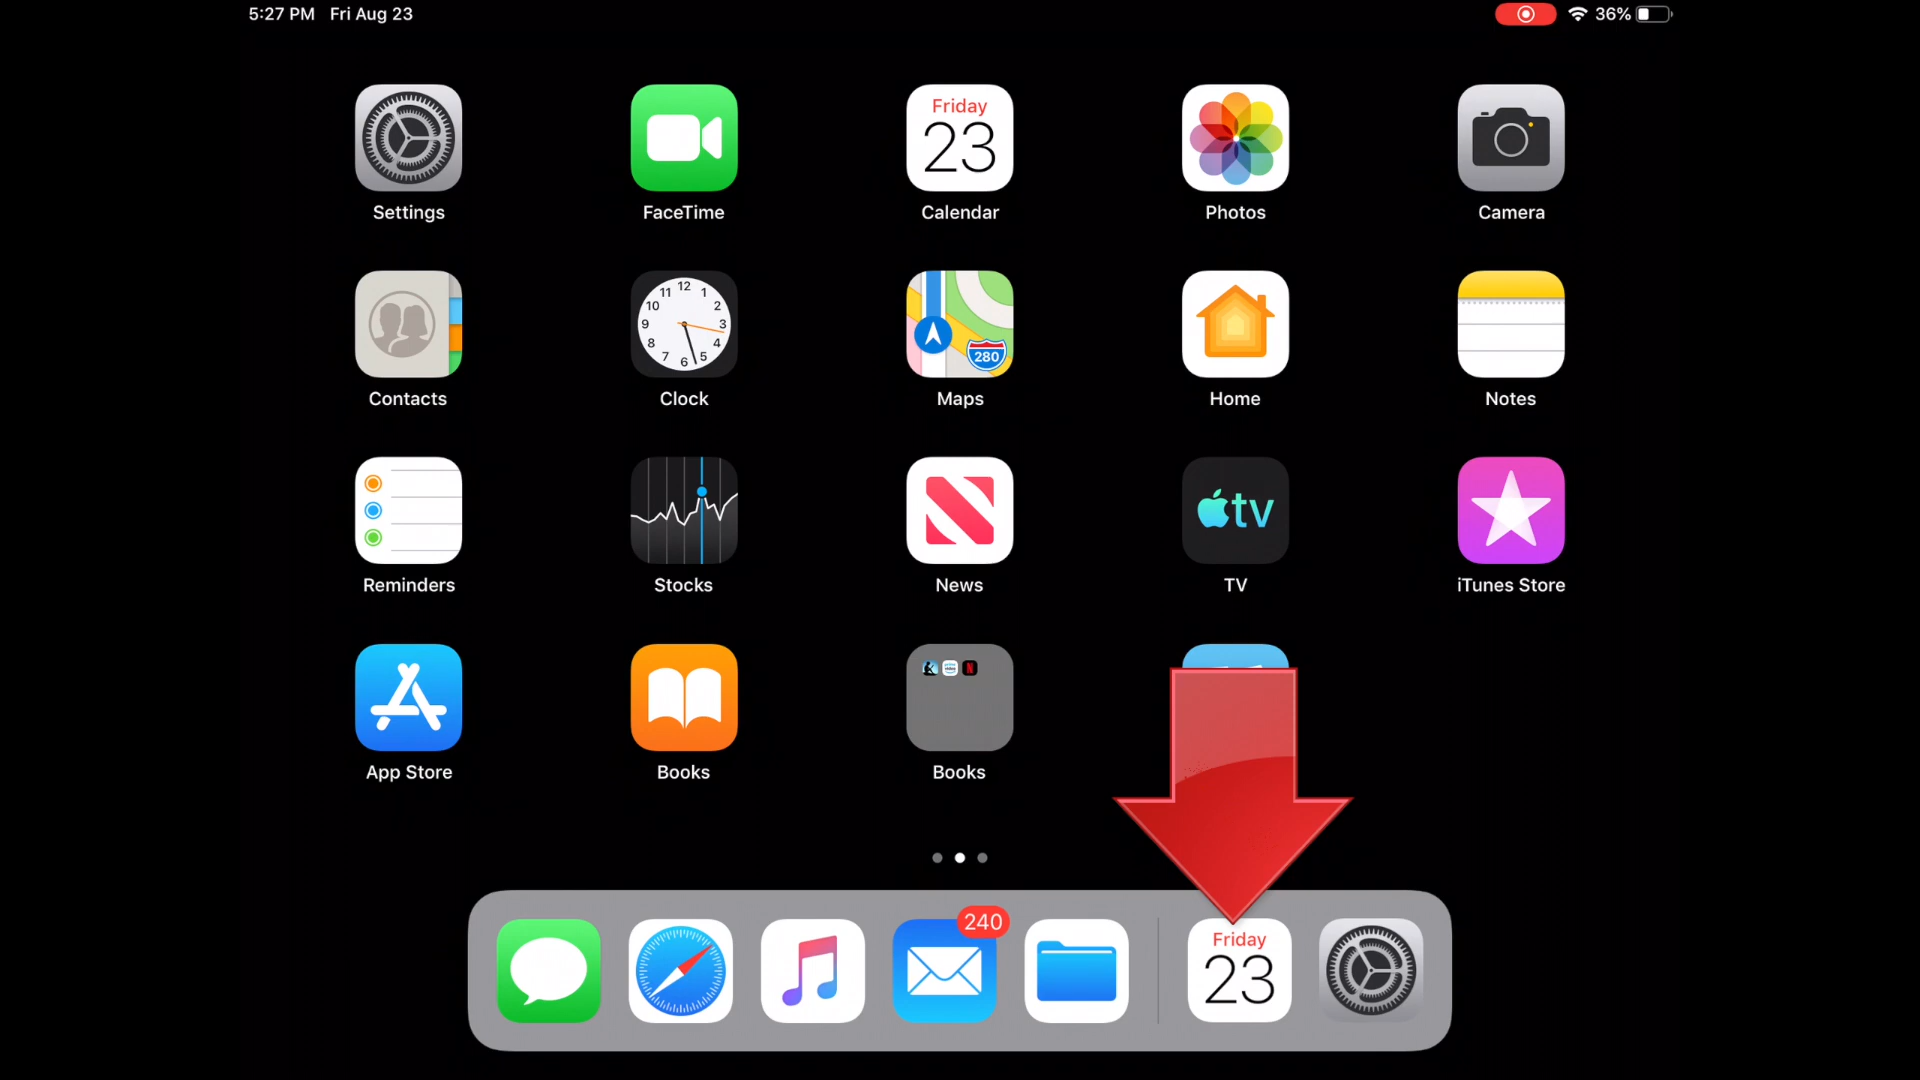 5:27 PM Fri Aug 23
36%
Friday
23
Settings FaceTime Calendar Photos Camera
12
11 1
10 2
9 3
8 4
7 5
6
280
Contacts Clock Maps Home Notes
tv
Reminders Stocks News TV iTunes Store
N
App Store Books Books
240
Friday
23